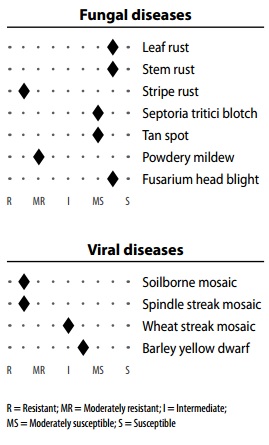 Fungal diseases
Leaf rust
Stem rust
Stripe rust
Septoria tritici blotch
Tan spot
Powdery mildew
Fusarium head blight
R MR I MS S
Viral diseases
Soilborne mosaic
Spindle streak mosaic
Wheat streak mosaic
Barley yellow dwarf
R MR I MS S
R = Resistant; MR = Moderately resistant; I = Intermediate;
MS = Moderately susceptible; S = Susceptible